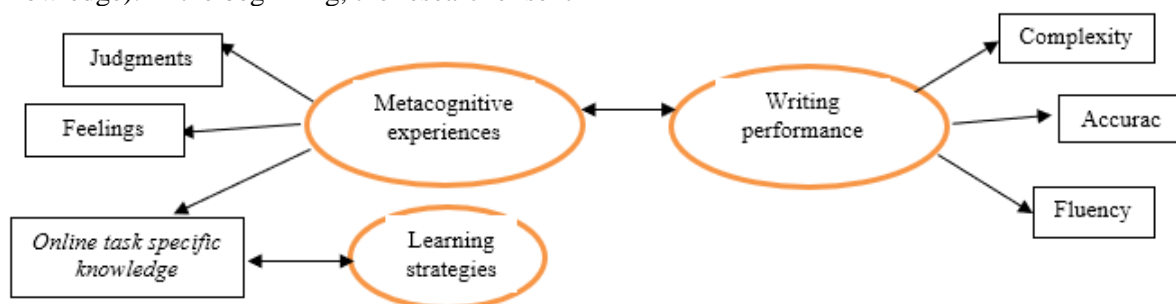 Judgments
Feelings
Online task specific
knowledge
Metacognitive
experiences
Learning
strategies
Writing
performance
Complexity
Accurac
Fluency